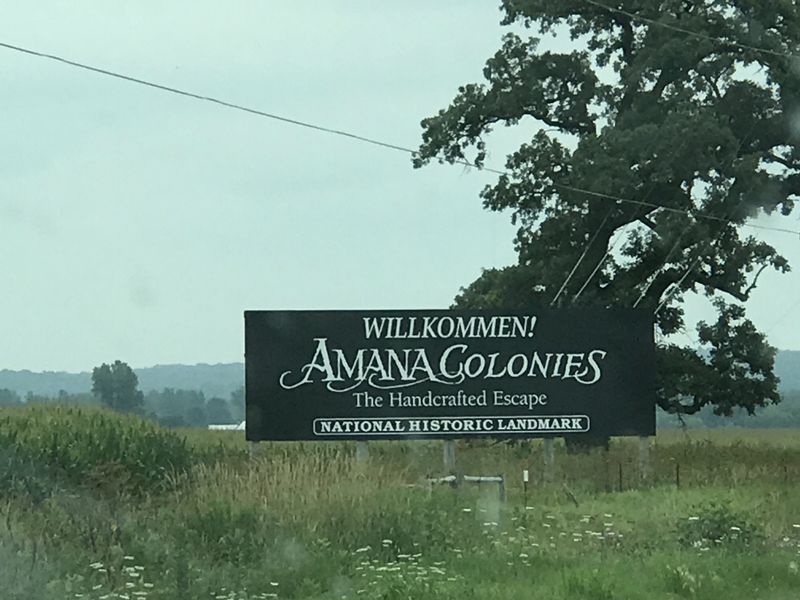 WILLKOMMEN!
AMANA COLONIES
The Handcrafted Escape
NATIONAL HISTORIC LANDMARK